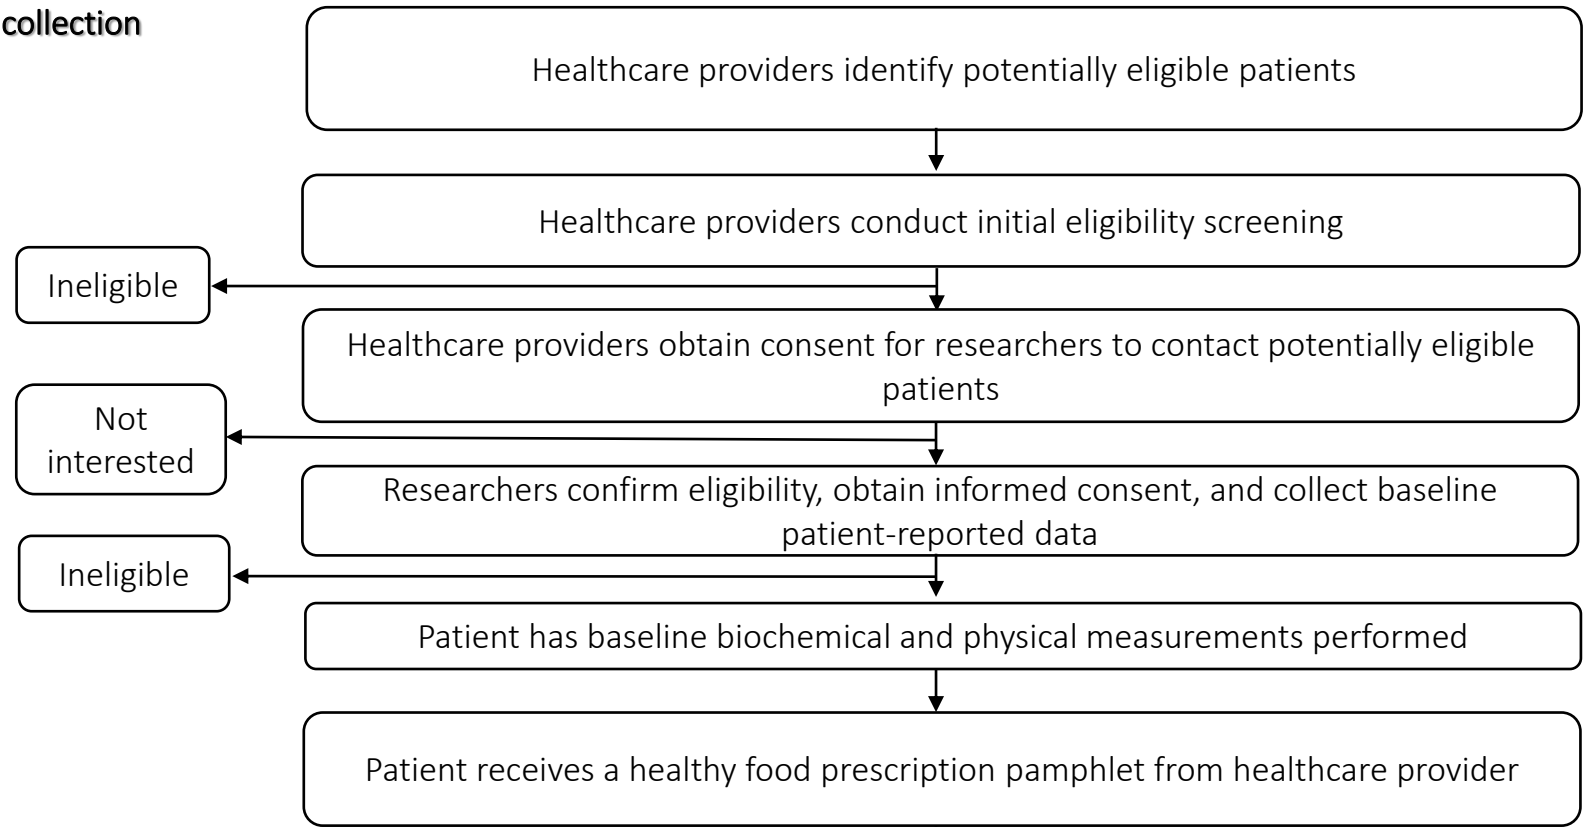 collection
Healthcare providers identify potentially eligible patients
Healthcare providers conduct initial eligibility screening
Ineligible
Healthcare providers obtain consent for researchers to contact potentially eligible
patients
Not
interested
Researchers confirm eligibility, obtain informed consent, and collect baseline
patient-reported data
Ineligible
Patient has baseline biochemical and physical measurements performed
Patient receives a healthy food prescription pamphlet from healthcare provider